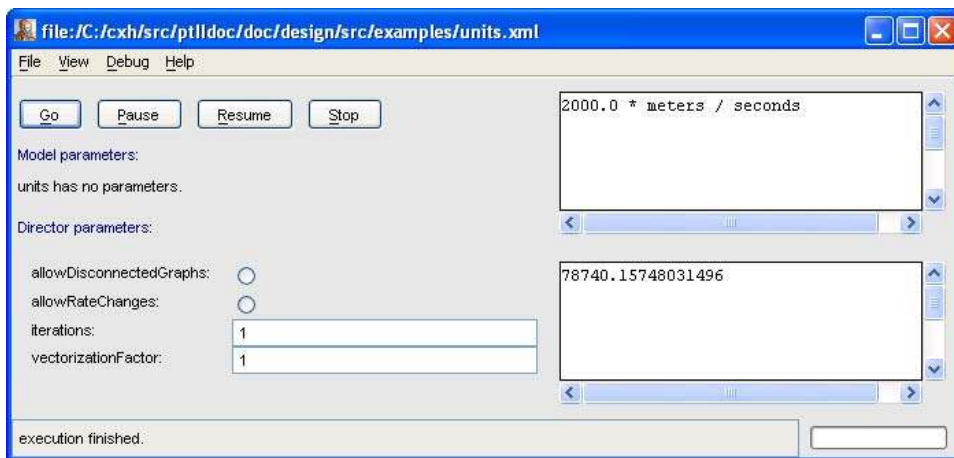 file:/C:/cxh/src/ptIIdoc/doc/design/src/examples/units.xml
File View Debug Help
Go Pause Resume Stop
Model parameters:
units has no parameters.
Director parameters:
allowDisconnectedGraphs:
allowRateChanges:
iterations: 1
vectorizationFactor: 1
2000.0 * meters / seconds
78740.15748031496
execution finished.